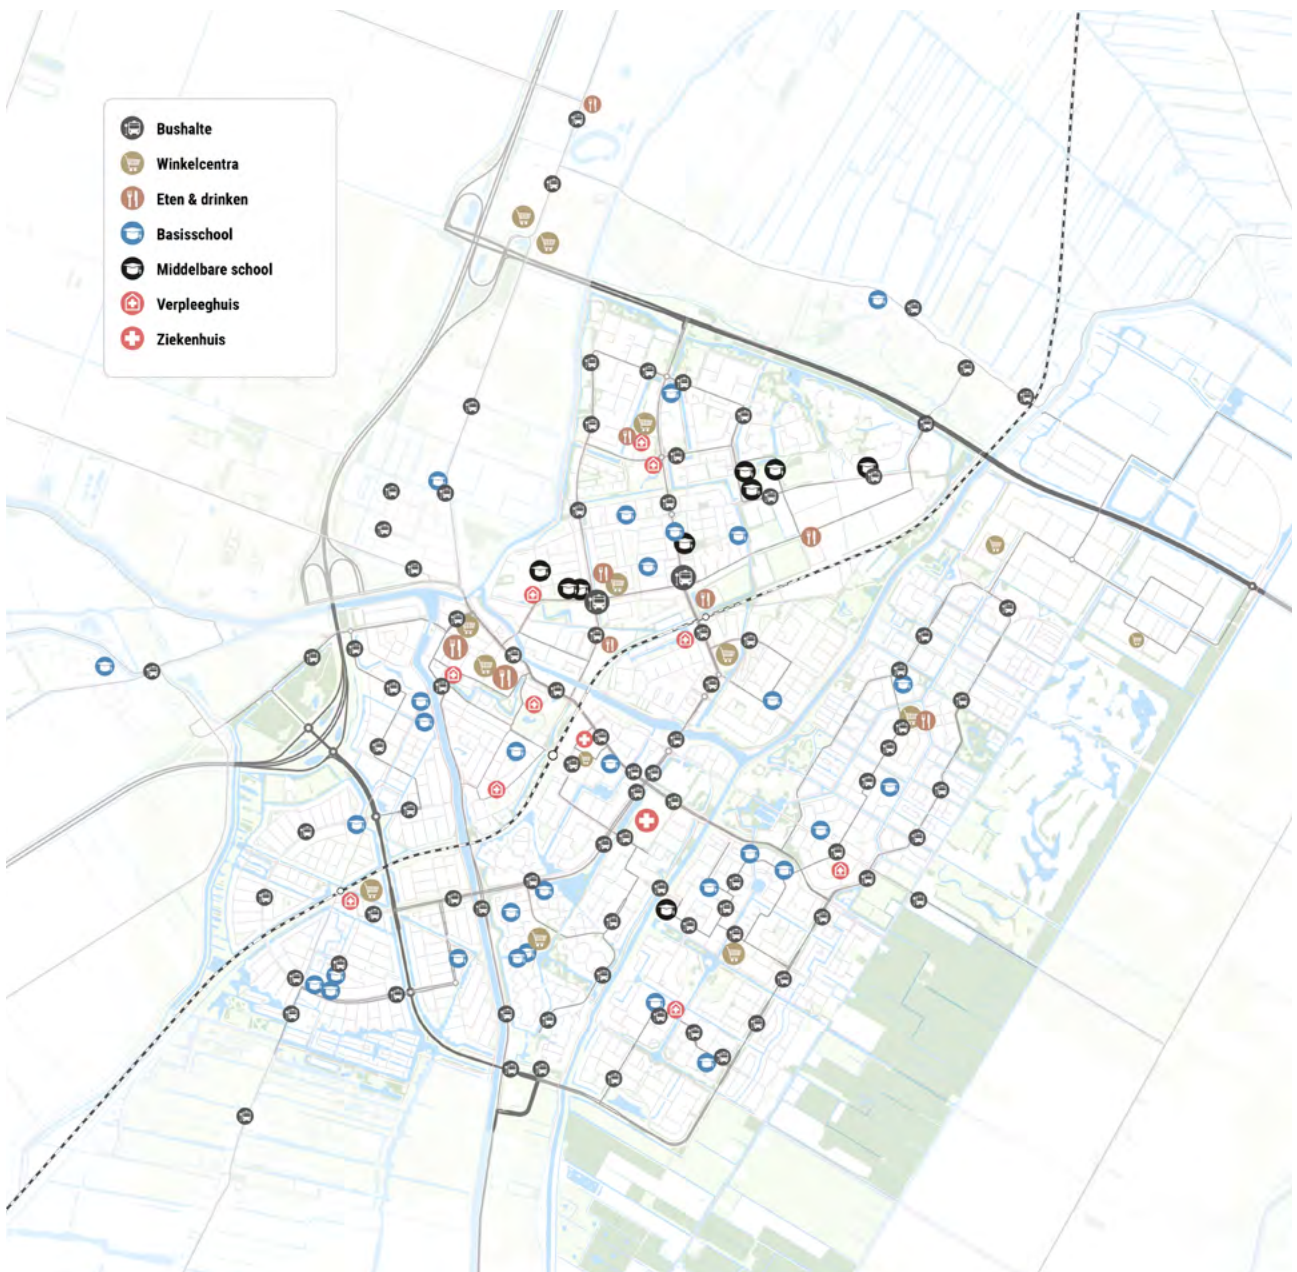 Bushalte
Winkelcentra
Eten & drinken
Basisschool
Middelbare school
Verpleeghuis
Ziekenhuis